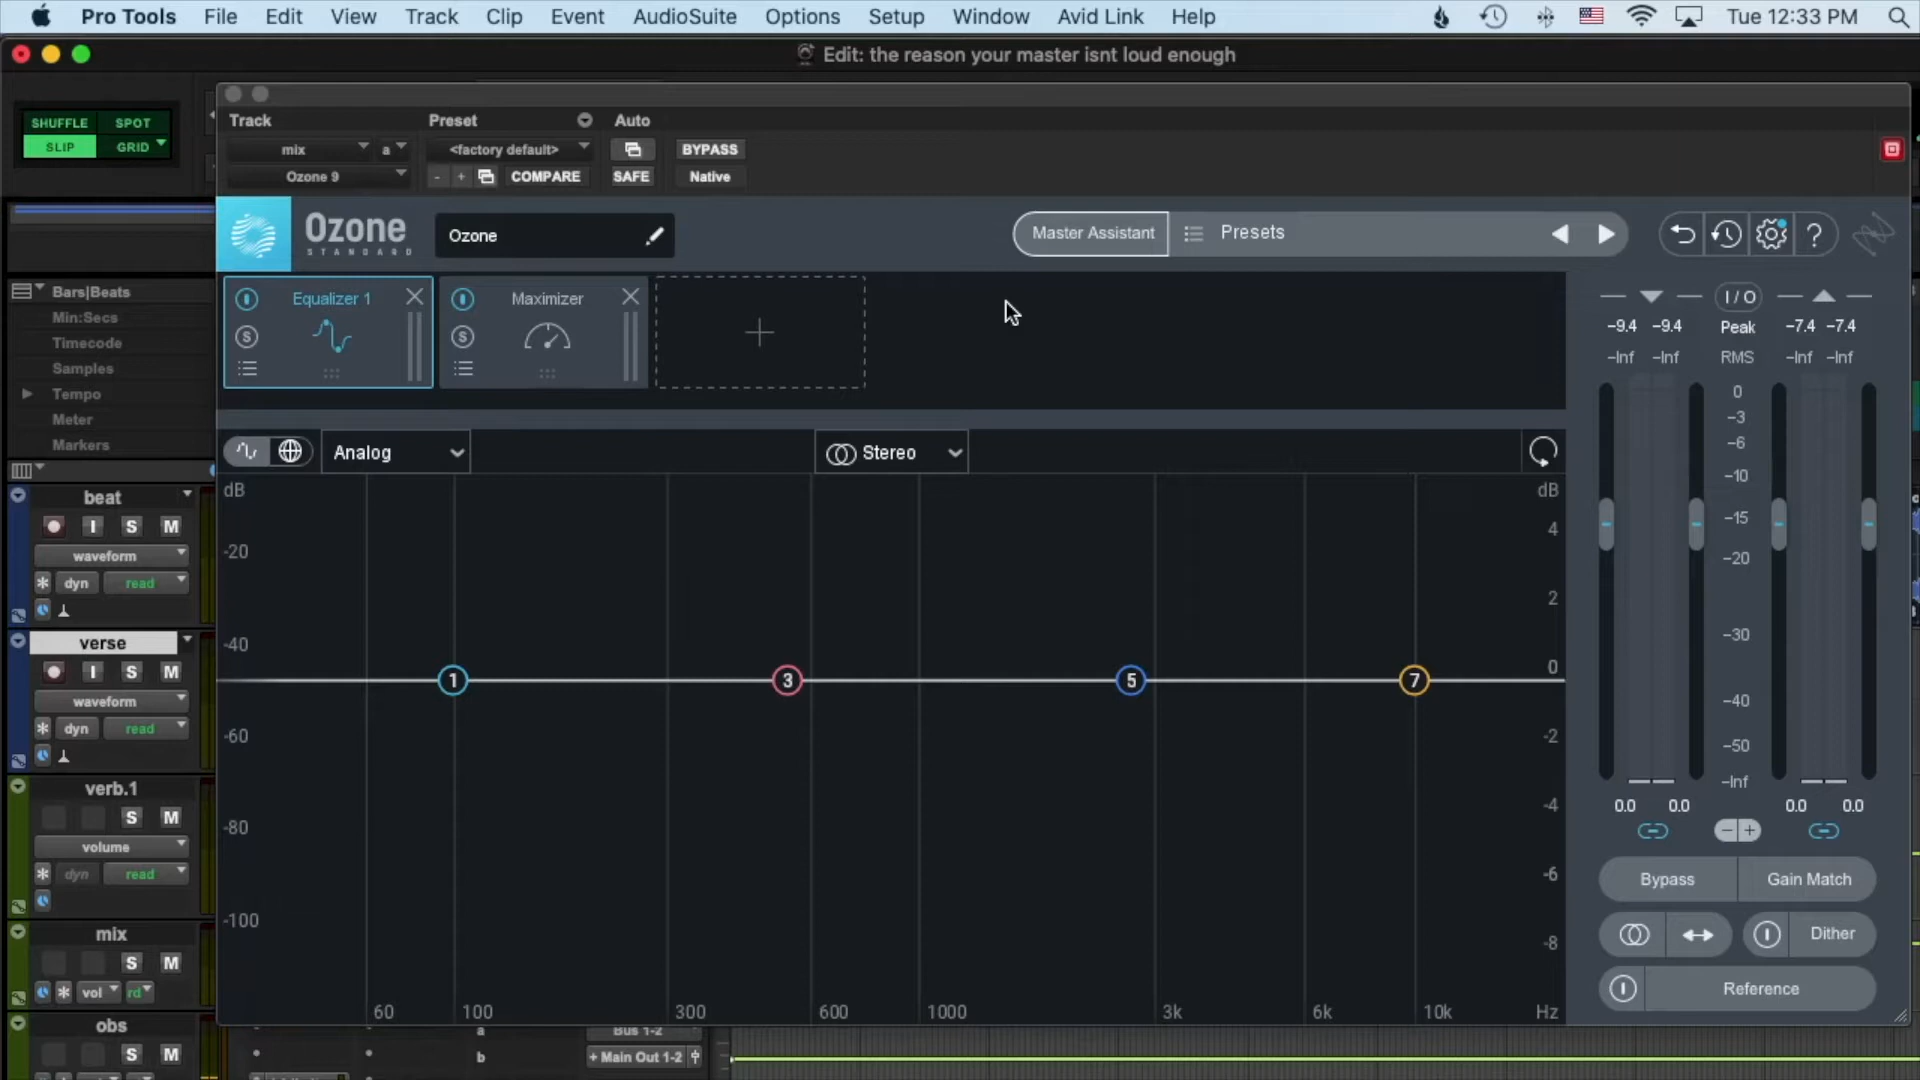 Pro Tools File Edit View Track Clip Event AudioSuite Options Setup Window Avid Link Help Tue 12:33 PM
Edit: the reason your master isnt loud enough
SHUFFLE SPOT
SLIP GRID
Track Preset Auto
mix a <factory default> BYPASS
Ozone 9 - + COMPARE SAFE Native
Ozone
STANDARD
Ozone
Master Assistant Presets ?
Equalizer 1
S
Maximizer
S
+
Analog
Stereo
dB
-20
-40
-60
-80
-100
1 3 5 7
dB
4
2
0
-2
-4
-6
-8
60 100 300 600 1000 3k 6k 10k Hz
I / O
-9.4 -9.4 Peak -7.4 -7.4
-Inf -Inf RMS -Inf -Inf
0
-3
-6
-10
-15
-20
-30
-40
-50
-Inf
0.0 0.0 0.0 0.0
- +
Bypass Gain Match
Dither
Reference
Bars|Beats
Min:Secs
Timecode
Samples
Tempo
Meter
Markers
beat
I S M
waveform
dyn read
verse
I S M
waveform
dyn read
verb.1
S M
volume
dyn read
mix
S M
vol rd
obs
S M
a Bus 1-2
b + Main Out 1-2